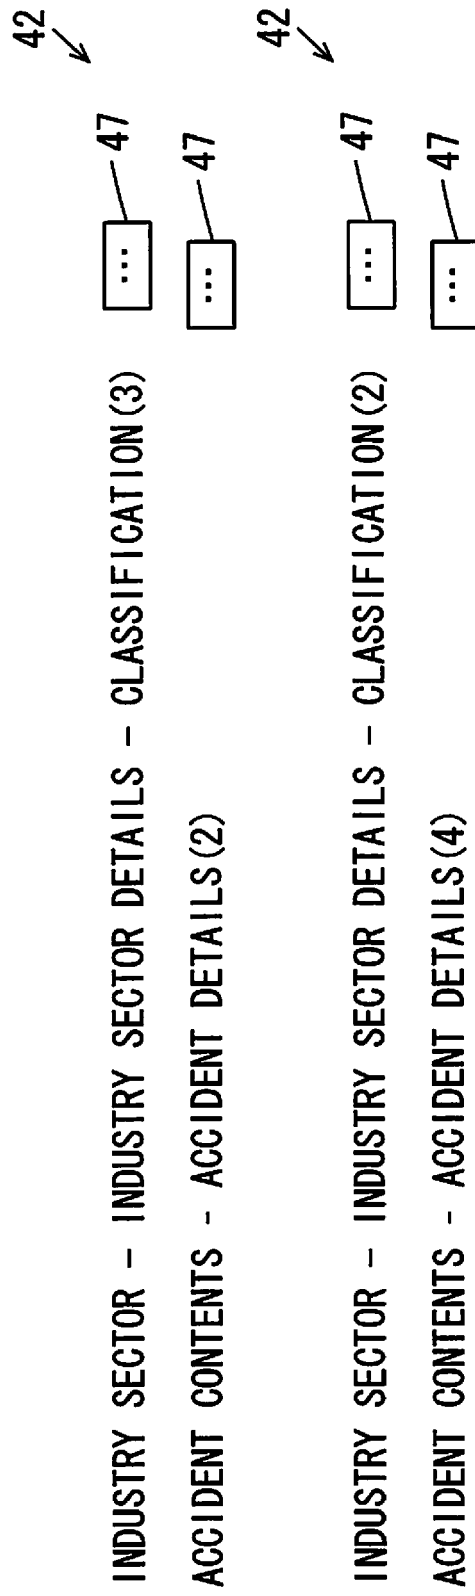 42
INDUSTRY SECTOR - INDUSTRY SECTOR DETAILS - CLASSIFICATION(3) ... 47
ACCIDENT CONTENTS - ACCIDENT DETAILS(2) ... 47
42
INDUSTRY SECTOR - INDUSTRY SECTOR DETAILS - CLASSIFICATION(2) ... 47
ACCIDENT CONTENTS - ACCIDENT DETAILS(4) ... 47